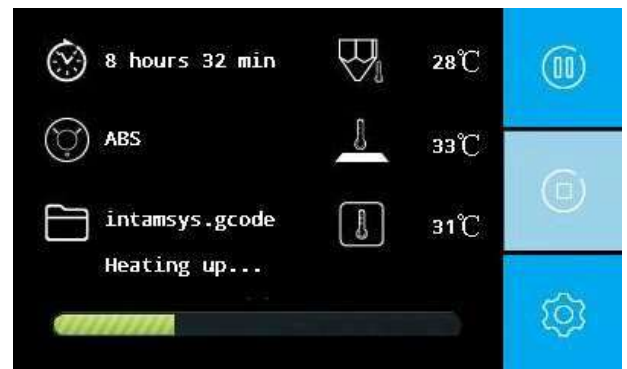 8 hours 32 min
28℃
ABS
33℃
intamsys.gcode
31℃
Heating up...